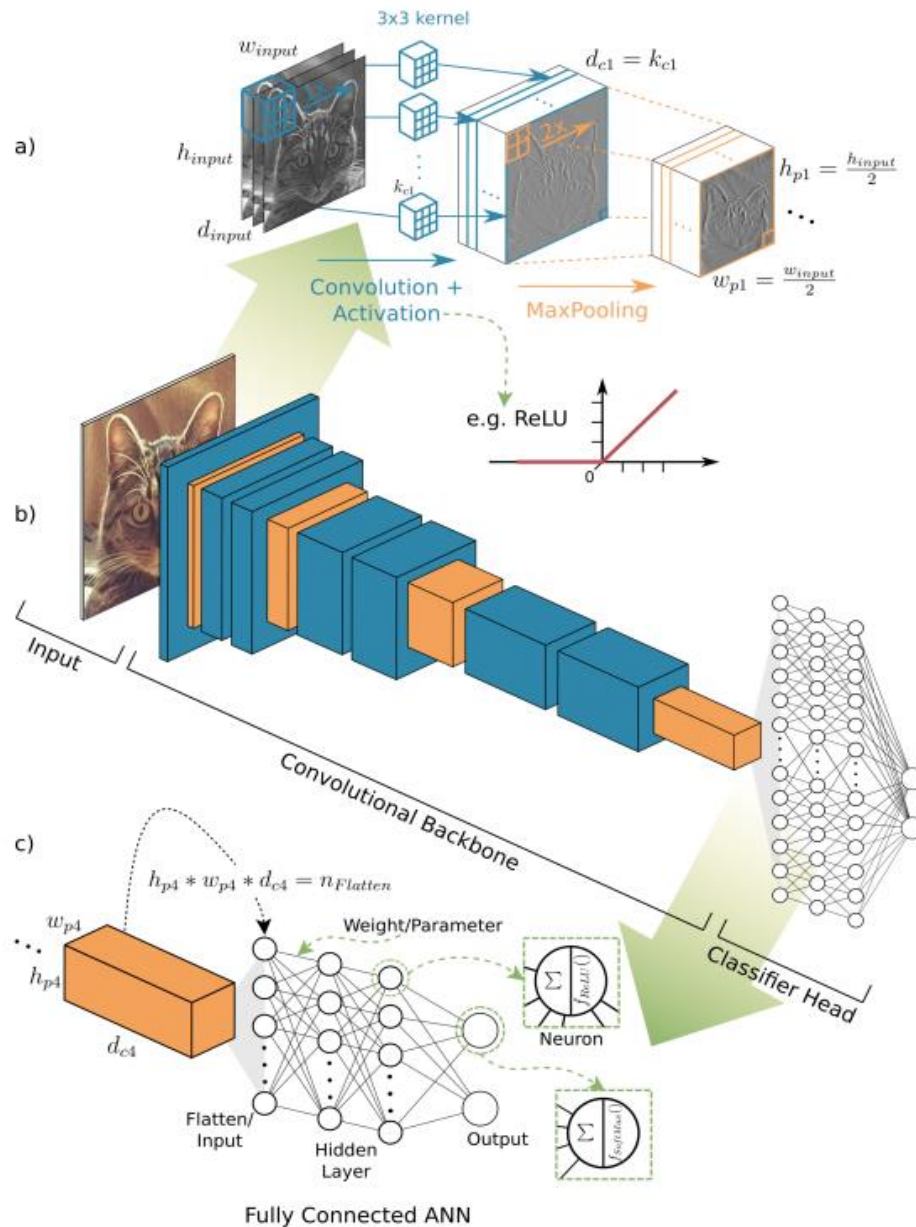 3x3 kernel
w_input
d_c1 = k_c1
2x
a)
h_input
k_c1
h_p1 = h_input/2
d_input
w_p1 = w_input/2
Convolution +
Activation
MaxPooling
e.g. ReLU
0
b)
Input
Convolutional Backbone
Classifier Head
c)
h_p4 * w_p4 * d_c4 = n_Flatten
w_p4
h_p4
d_c4
Weight/Parameter
Σ f_ReLU()
Neuron
Σ f_SoftMax()
Flatten/
Input
Hidden
Layer
Output
Fully Connected ANN